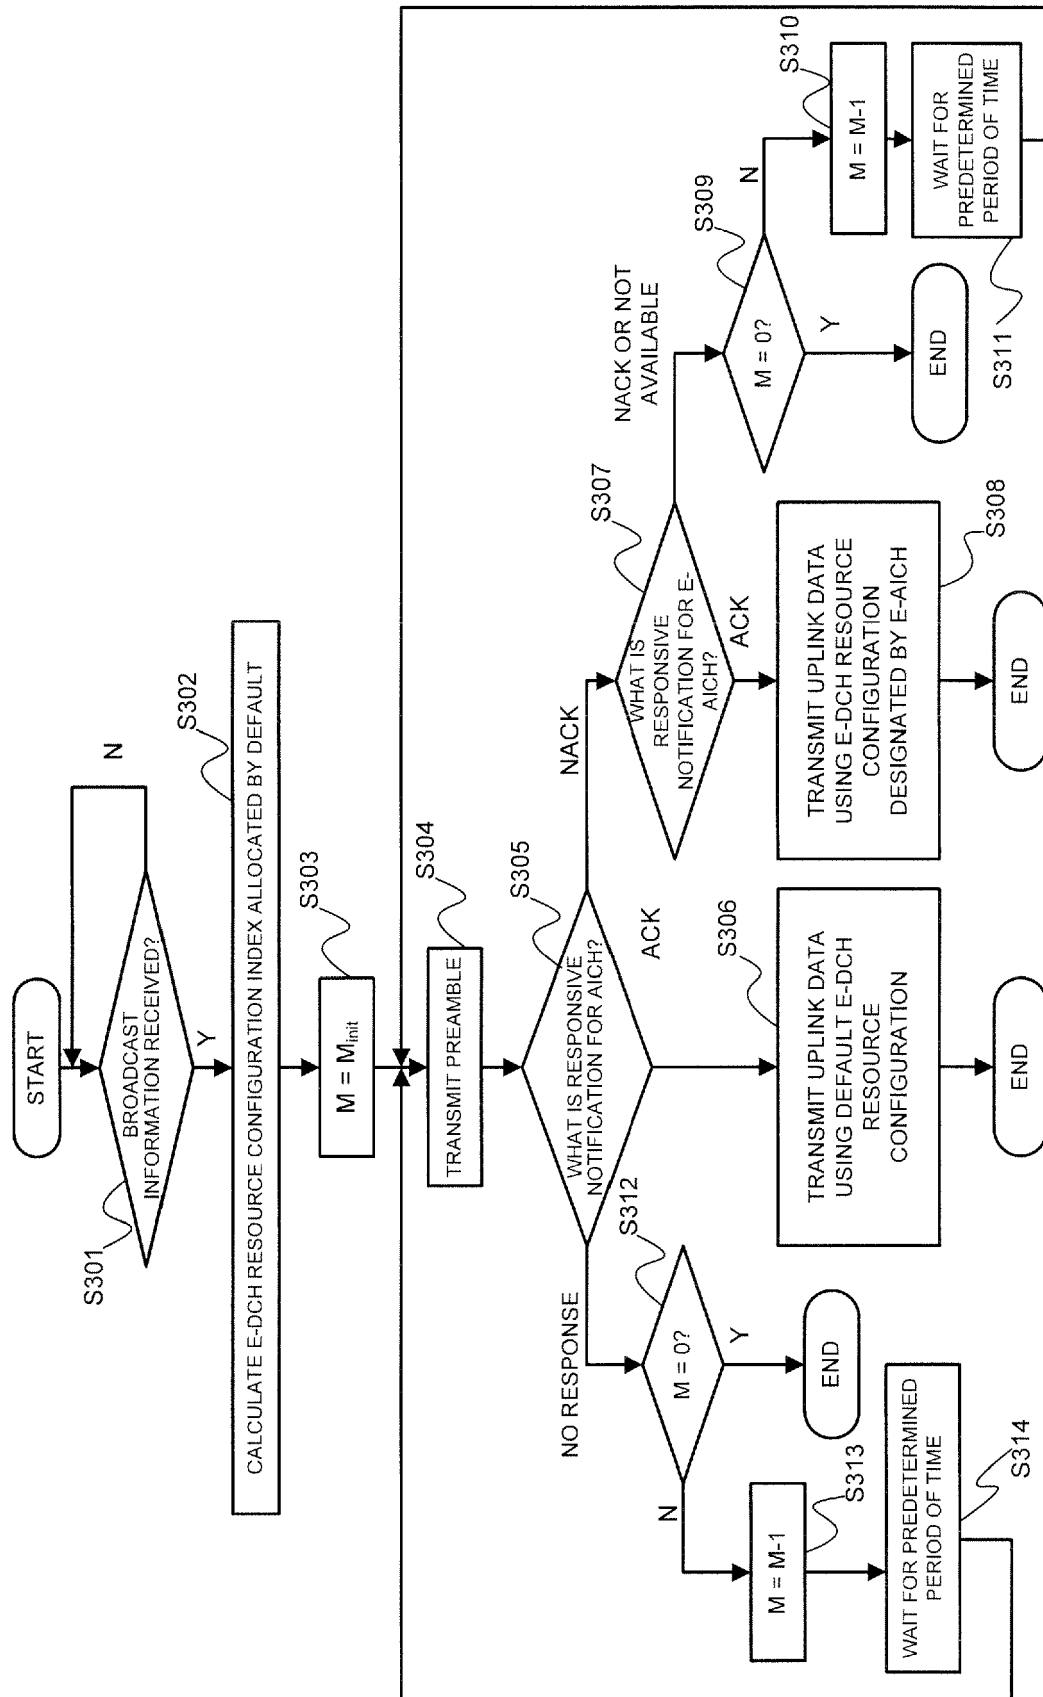 START
BROADCAST
INFORMATION RECEIVED?
S301
N
Y
CALCULATE E-DCH RESOURCE CONFIGURATION INDEX ALLOCATED BY DEFAULT
S302
M = Minit
S303
TRANSMIT PREAMBLE
S304
WHAT IS RESPONSIVE
NOTIFICATION FOR AICH?
S305
NO RESPONSE
ACK
NACK
M = 0?
S312
N
Y
END
M = M-1
S313
WAIT FOR PREDETERMINED
PERIOD OF TIME
S314
TRANSMIT UPLINK DATA
USING DEFAULT E-DCH
RESOURCE
CONFIGURATION
S306
END
WHAT IS
RESPONSIVE
NOTIFICATION FOR E-
AICH?
S307
ACK
NACK OR NOT
AVAILABLE
TRANSMIT UPLINK DATA
USING E-DCH RESOURCE
CONFIGURATION
DESIGNATED BY E-AICH
S308
END
M = 0?
S309
Y
N
END
M = M-1
S310
WAIT FOR
PREDETERMINED
PERIOD OF TIME
S311